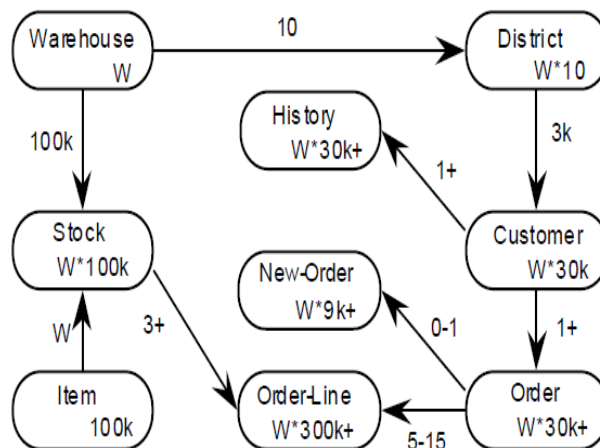 Warehouse
W
10
District
W*10
100k
History
W*30k+
3k
1+
Stock
W*100k
Customer
W*30k
New-Order
W*9k+
W
3+
0-1
1+
Item
100k
Order-Line
W*300k+
5-15
Order
W*30k+